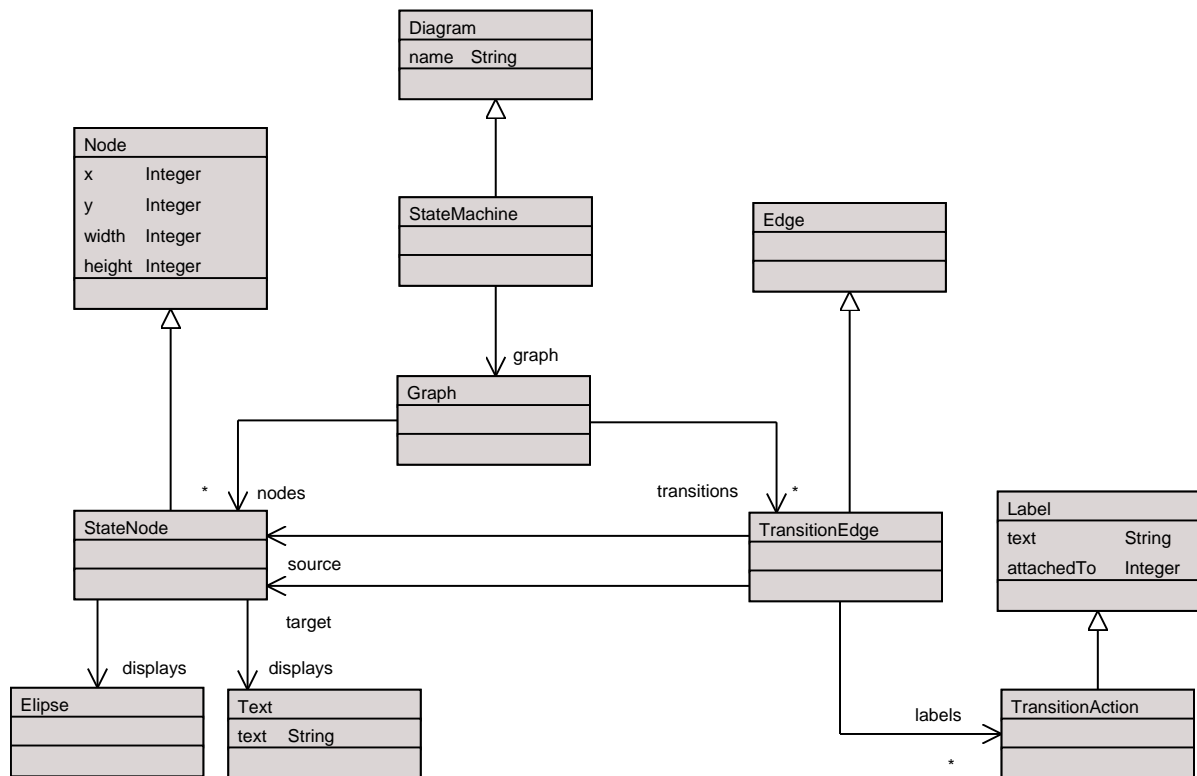 Diagram
name String
Node
x Integer
y Integer
width Integer
height Integer
StateMachine
Edge
graph
Graph
* nodes
transitions *
StateNode
TransitionEdge
Label
text String
attachedTo Integer
source
target
displays
displays
Elipse
Text
text String
labels
*
TransitionAction